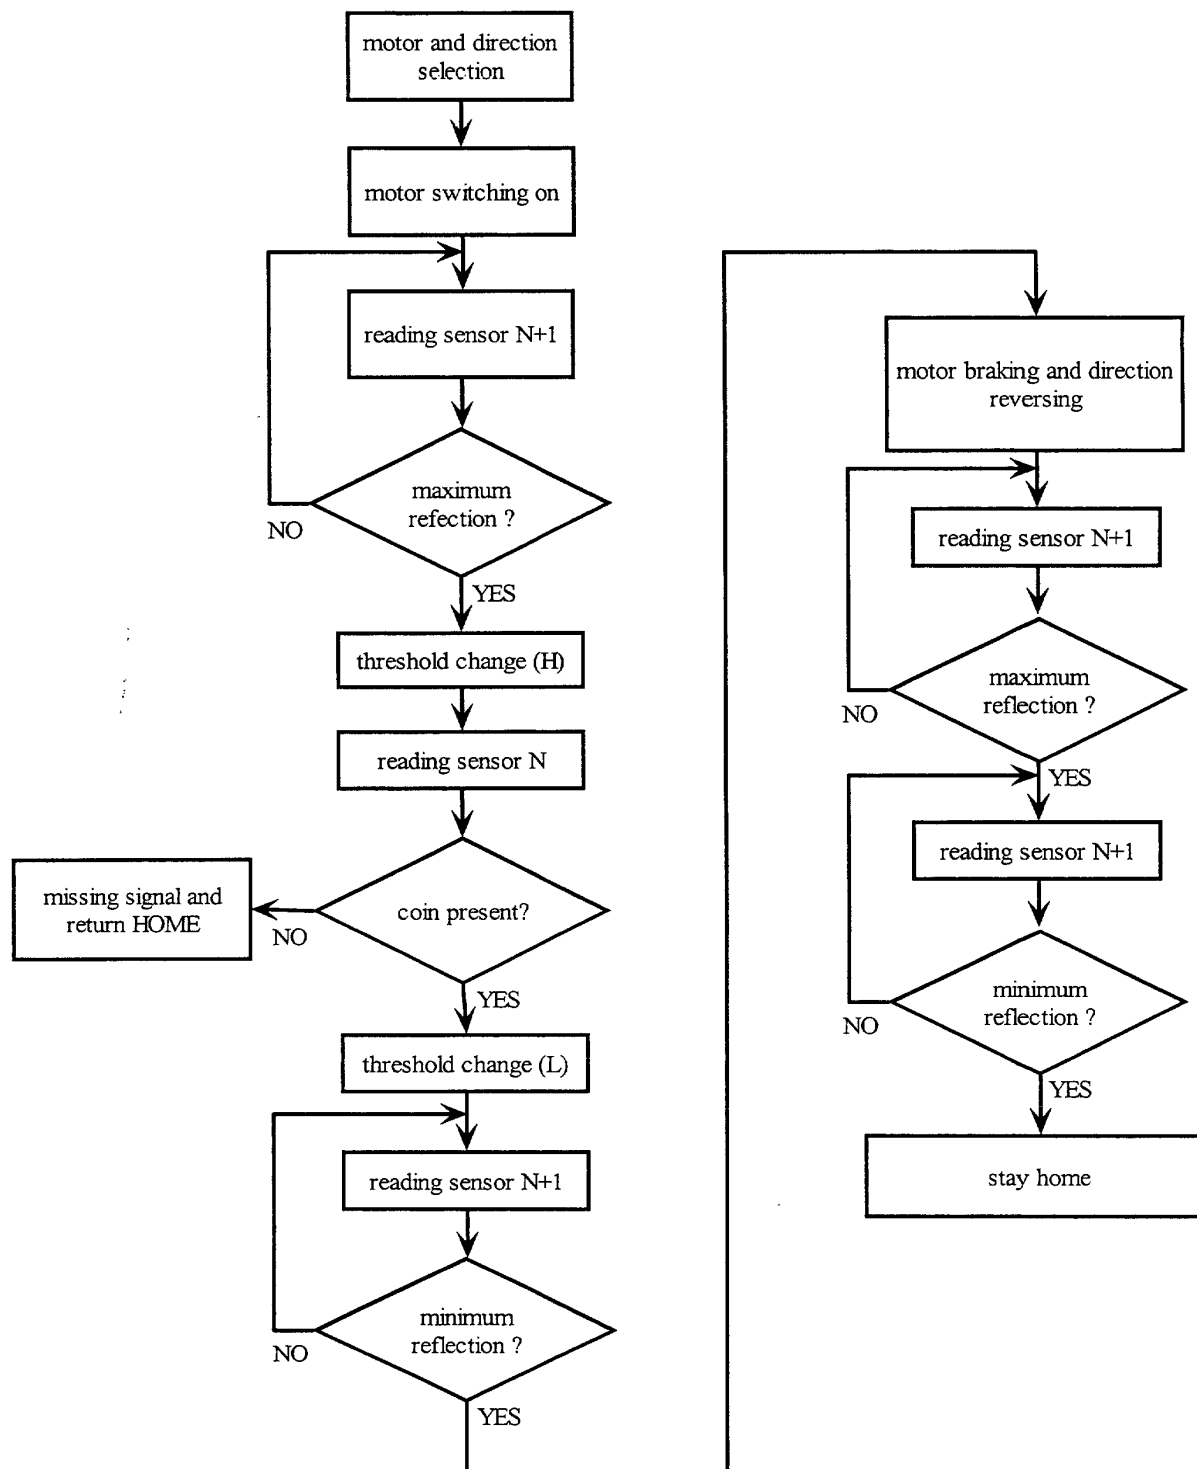 motor and direction
selection
motor switching on
reading sensor N+1
maximum
refection ?
NO
YES
threshold change (H)
reading sensor N
coin present?
missing signal and
return HOME
NO
YES
threshold change (L)
reading sensor N+1
minimum
reflection ?
NO
YES
motor braking and direction
reversing
reading sensor N+1
maximum
reflection ?
NO
YES
reading sensor N+1
minimum
reflection ?
NO
YES
stay home